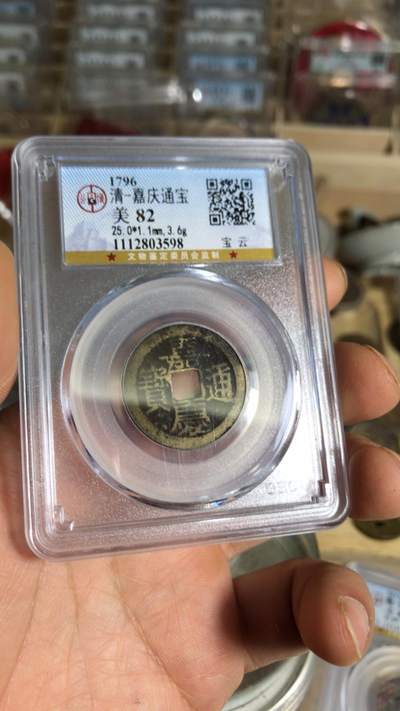 1796
清-嘉庆通宝
美 82
25.0*1.1mm,3.6g
1112803598
宝云
★ 文物鉴定委员会监制 ★
嘉慶通寶